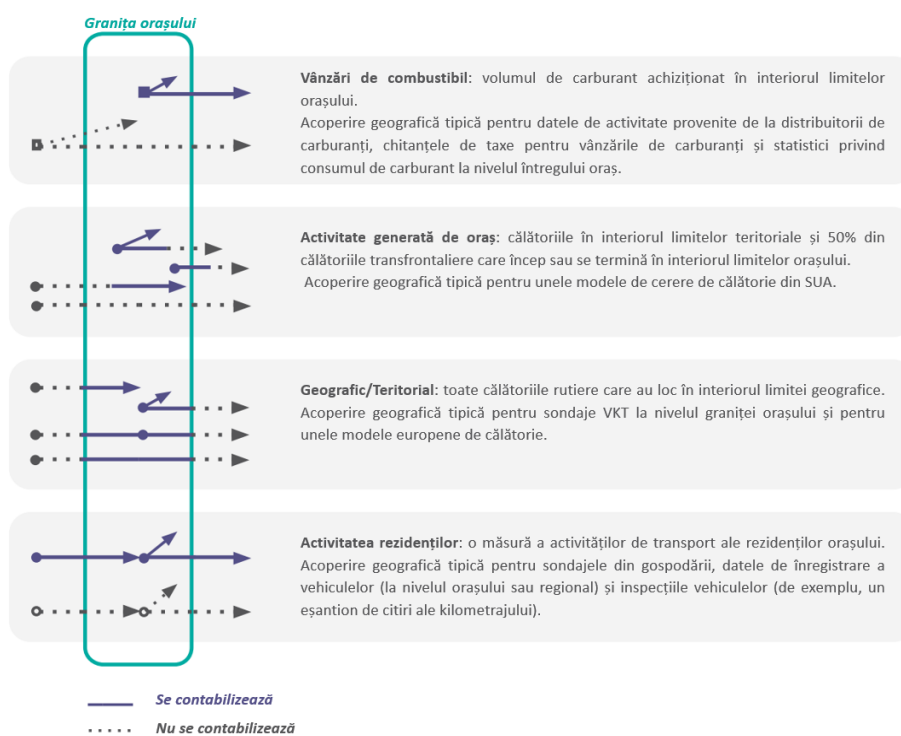 Granița orașului
Vânzări de combustibil: volumul de carburant achiziționat în interiorul limitelor
orașului.
Acoperire geografică tipică pentru datele de activitate provenite de la distribuitorii de
carburanți, chitanțele de taxe pentru vânzările de carburanți și statistici privind
consumul de carburant la nivelul întregului oraș.
Activitate generată de oraș: călătoriile în interiorul limitelor teritoriale și 50% din
călătoriile transfrontaliere care încep sau se termină în interiorul limitelor orașului.
Acoperire geografică tipică pentru unele modele de cerere de călătorie din SUA.
Geografic/Teritorial: toate călătoriile rutiere care au loc în interiorul limitei geografice.
Acoperire geografică tipică pentru sondaje VKT la nivelul graniței orașului și pentru
unele modele europene de călătorie.
Activitatea rezidenților: o măsură a activităților de transport ale rezidenților orașului.
Acoperire geografică tipică pentru sondajele din gospodării, datele de înregistrare a
vehiculelor (la nivelul orașului sau regional) și inspecțiile vehiculelor (de exemplu, un
eșantion de citiri ale kilometrajului).
Se contabilizează
Nu se contabilizează